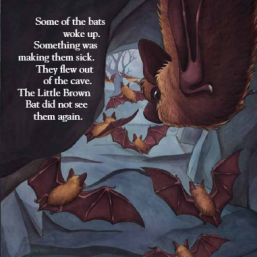 Some of the bats
woke up.
Something was
making them sick.
They flew out
of the cave.
The Little Brown
Bat did not see
them again.